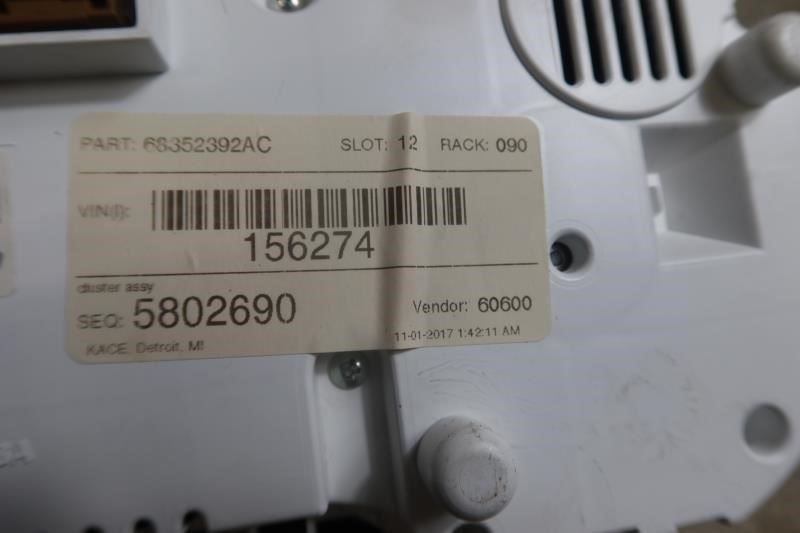 PART: 68352392AC SLOT: 12 RACK: 090
VIN(I):
156274
cluster assy
SEQ: 5802690 Vendor: 60600
KACE, Detroit, MI 11-01-2017 1:42:11 AM